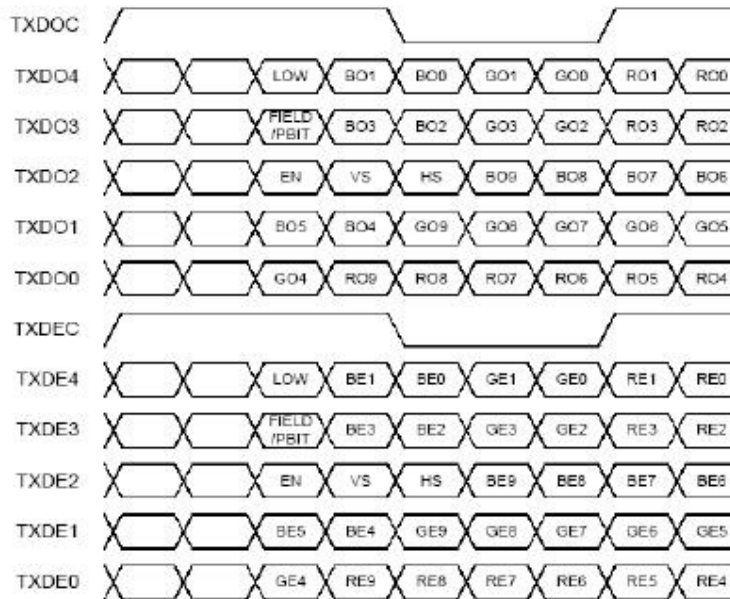 TXDOC
TXDO4 LOW BO1 BO0 GO1 GO0 RO1 RO0
TXDO3 FIELD /PBIT BO3 BO2 GO3 GO2 RO3 RO2
TXDO2 EN VS HS BO9 BO8 BO7 BO6
TXDO1 BO5 BO4 GO9 GO8 GO7 GO6 GO5
TXDO0 GO4 RO9 RO8 RO7 RO6 RO5 RO4
TXDEC
TXDE4 LOW BE1 BE0 GE1 GE0 RE1 RE0
TXDE3 FIELD /PBIT BE3 BE2 GE3 GE2 RE3 RE2
TXDE2 EN VS HS BE9 BE8 BE7 BE6
TXDE1 BE5 BE4 GE9 GE8 GE7 GE6 GE5
TXDE0 GE4 RE9 RE8 RE7 RE6 RE5 RE4